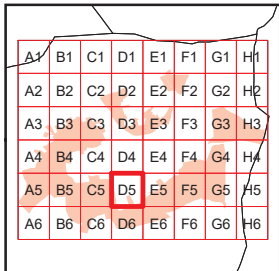 A1 B1 C1 D1 E1 F1 G1 H1
A2 B2 C2 D2 E2 F2 G2 H2
A3 B3 C3 D3 E3 F3 G3 H3
A4 B4 C4 D4 E4 F4 G4 H4
A5 B5 C5 D5 E5 F5 G5 H5
A6 B6 C6 D6 E6 F6 G6 H6